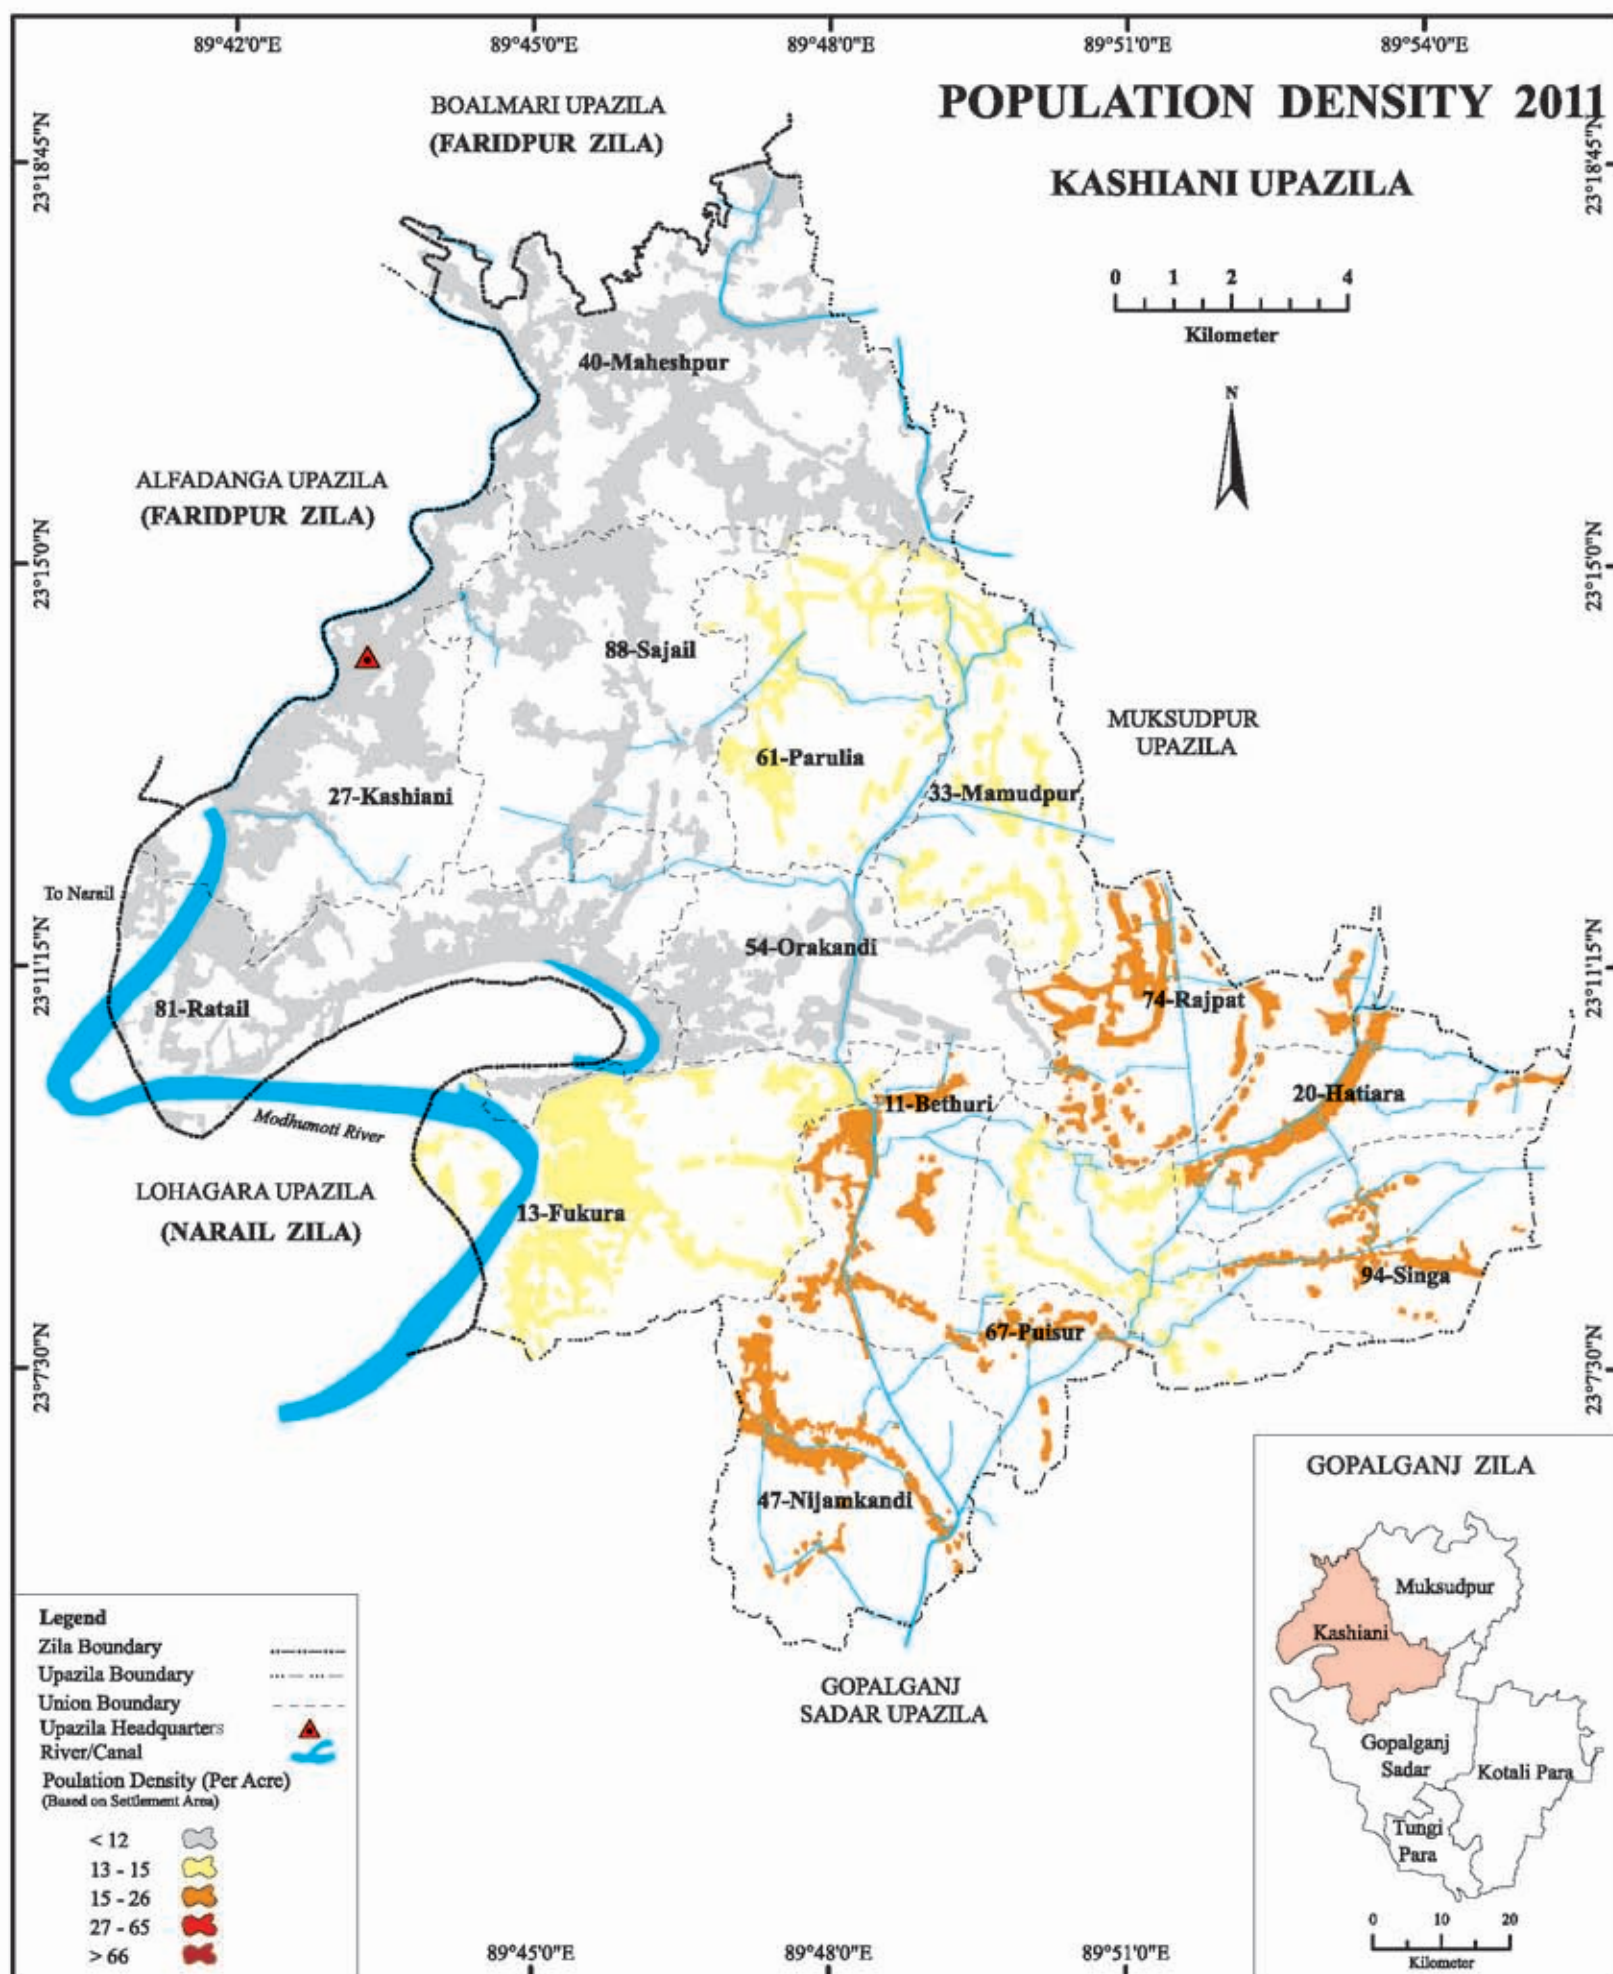 89°42'0"E 89°45'0"E 89°48'0"E 89°51'0"E 89°54'0"E
POPULATION DENSITY 2011
KASHIANI UPAZILA
BOALMARI UPAZILA
(FARIDPUR ZILA)
23°18'45"N
23°18'45"N
0 1 2 4
Kilometer
N
40-Maheshpur
ALFADANGA UPAZILA
(FARIDPUR ZILA)
23°15'0"N
23°15'0"N
88-Sajail
MUKSUDPUR
UPAZILA
61-Parulia
33-Mamudpur
27-Kashiani
To Narail
54-Orakandi
23°11'15"N
23°11'15"N
81-Ratail
74-Rajpat
20-Hatiara
11-Bethuri
Modhumoti River
LOHAGARA UPAZILA
(NARAIL ZILA)
13-Fukura
94-Singa
67-Puisur
23°7'30"N
23°7'30"N
47-Nijamkandi
GOPALGANJ
SADAR UPAZILA
Legend
Zila Boundary
Upazila Boundary
Union Boundary
Upazila Headquarters
River/Canal
Poulation Density (Per Acre)
(Based on Settlement Area)
< 12
13 - 15
15 - 26
27 - 65
> 66
GOPALGANJ ZILA
Muksudpur
Kashiani
Gopalganj
Sadar
Kotali Para
Tungi
Para
0 10 20
Kilometer
89°45'0"E 89°48'0"E 89°51'0"E